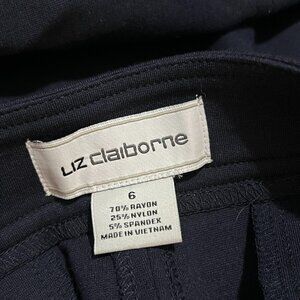 LIZ claiborne
6
70% RAYON
25% NYLON
5% SPANDEX
MADE IN VIETNAM